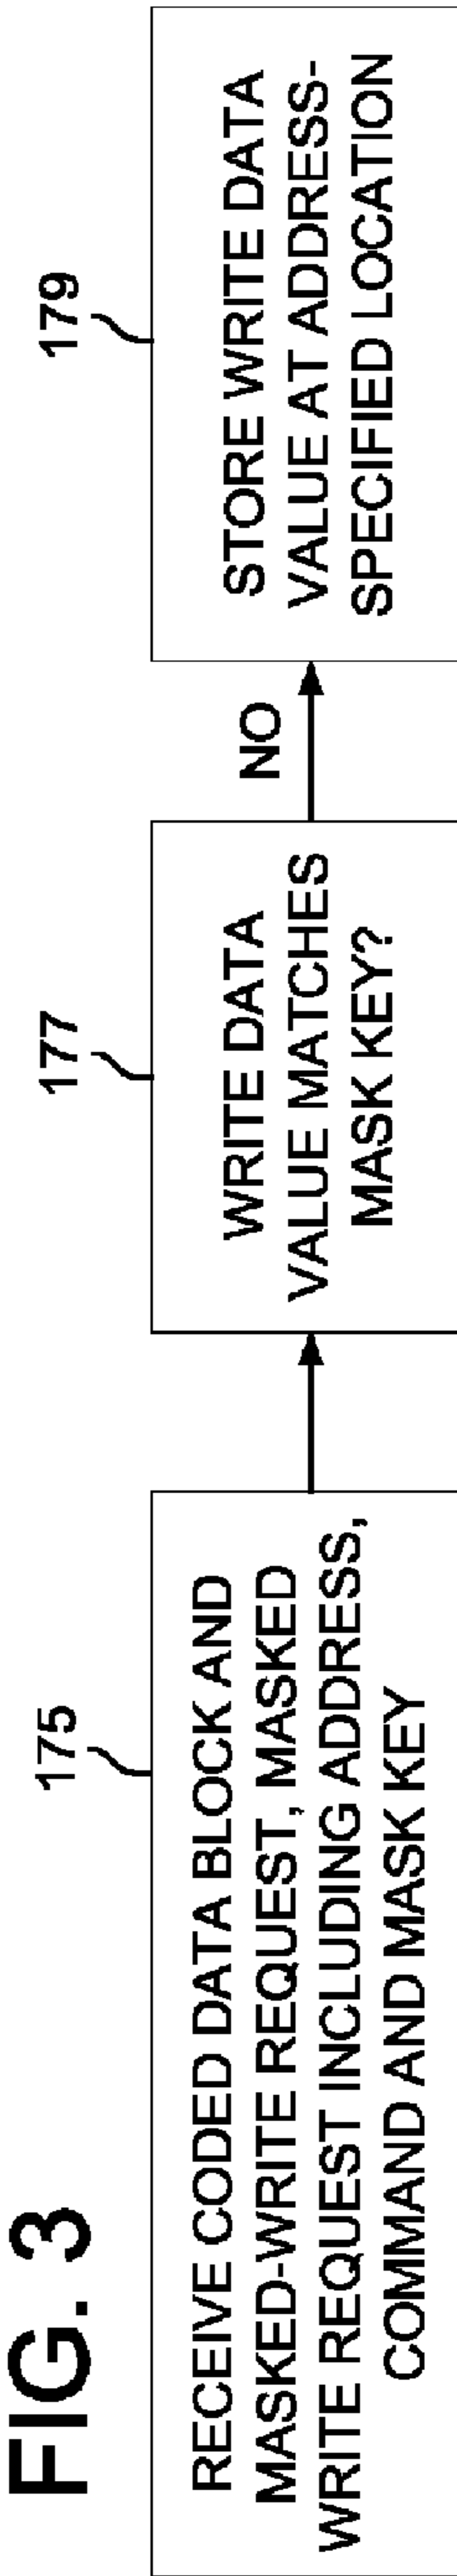 FIG. 3
175
RECEIVE CODED DATA BLOCK AND
MASKED-WRITE REQUEST, MASKED
WRITE REQUEST INCLUDING ADDRESS,
COMMAND AND MASK KEY
177
WRITE DATA
VALUE MATCHES
MASK KEY?
NO
179
STORE WRITE DATA
VALUE AT ADDRESS-
SPECIFIED LOCATION